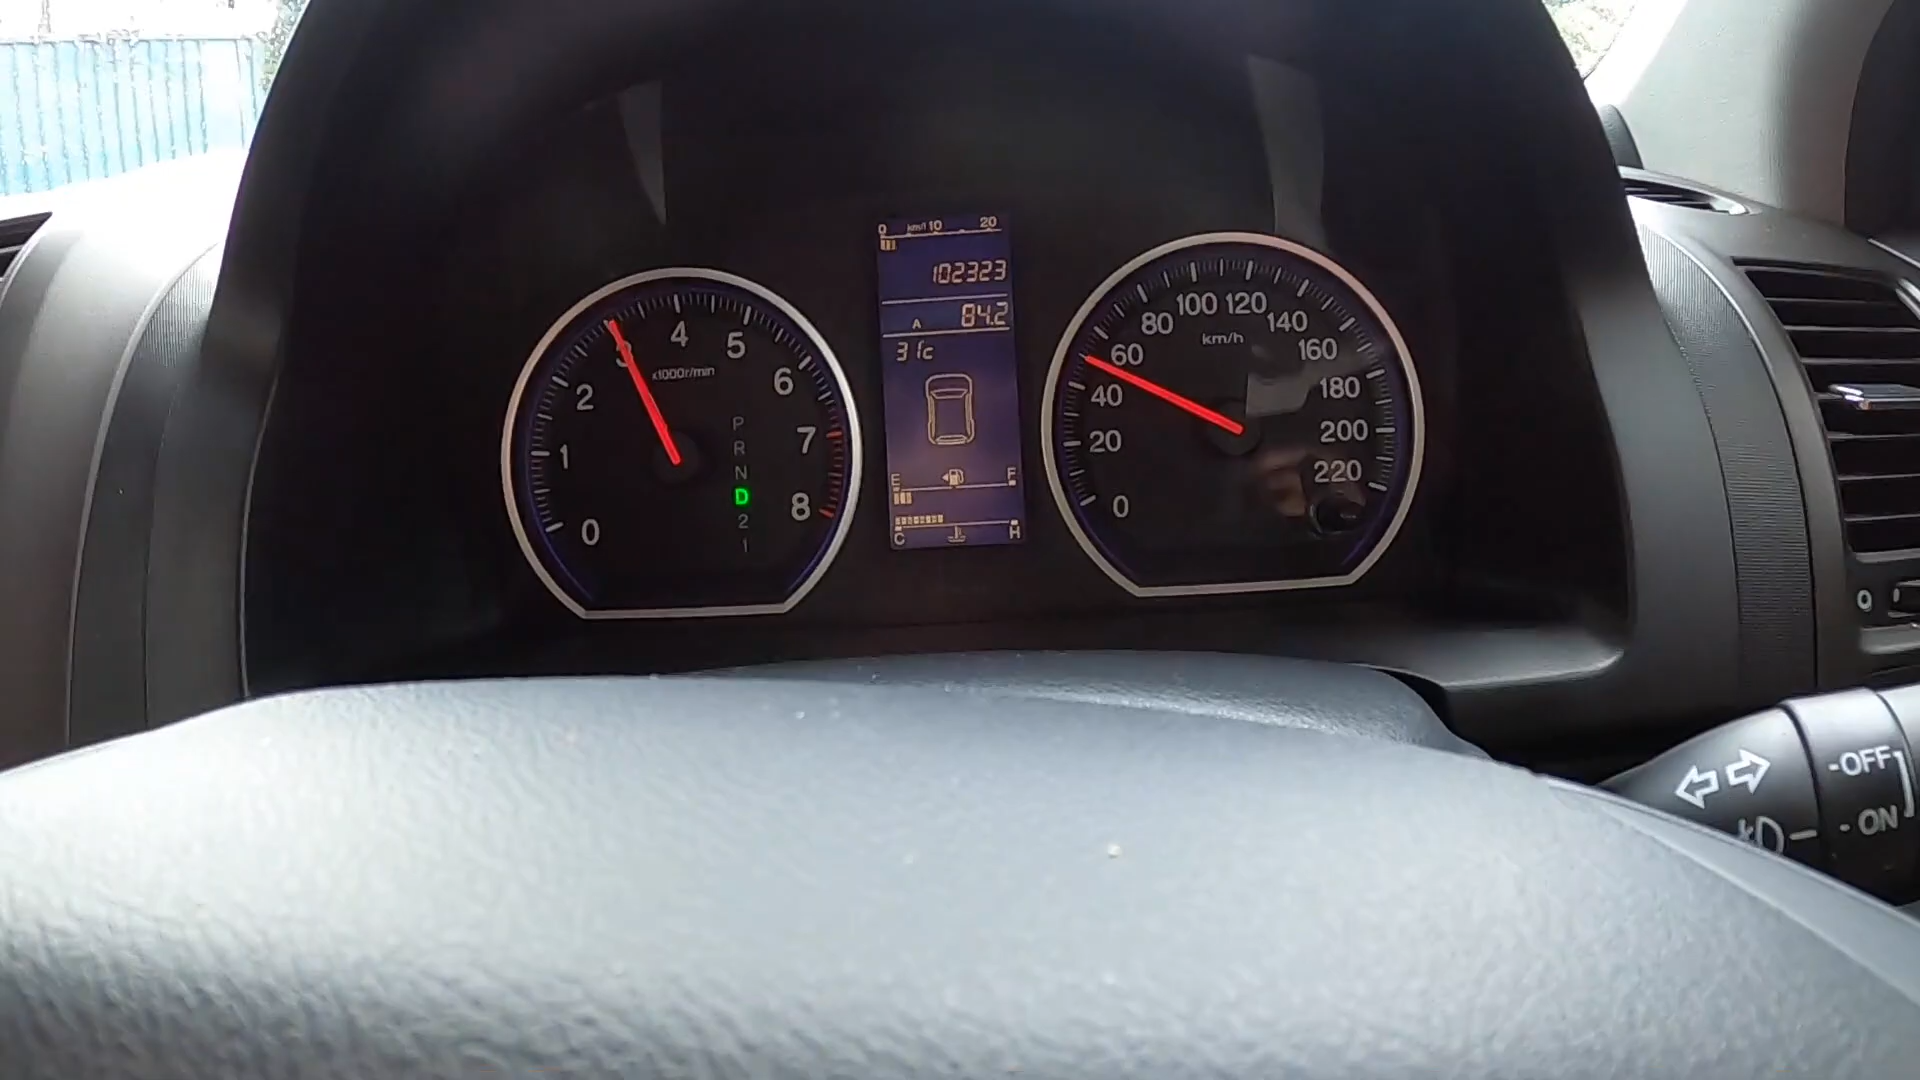 0 km/l 10 20
102323
A 84.2
31c
E F
C H
0 1 2 3 4 5 6 7 8
x1000r/min
P
R
N
D
2
1
0 20 40 60 80 100 120 140 160 180 200 220
km/h
0
-OFF
- ON